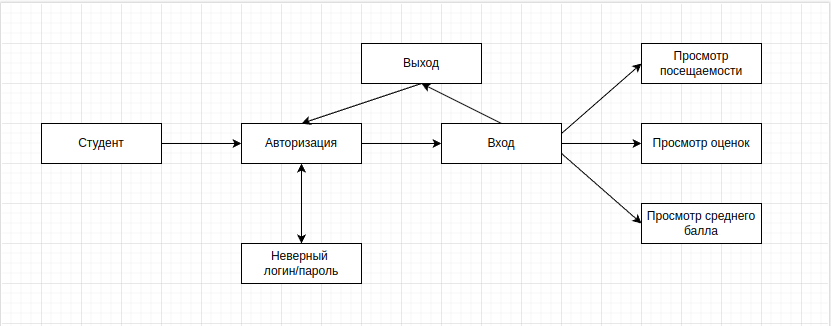 Выход
Просмотр
посещаемости
Студент
Авторизация
Вход
Просмотр оценок
Просмотр среднего
балла
Неверный
логин/пароль